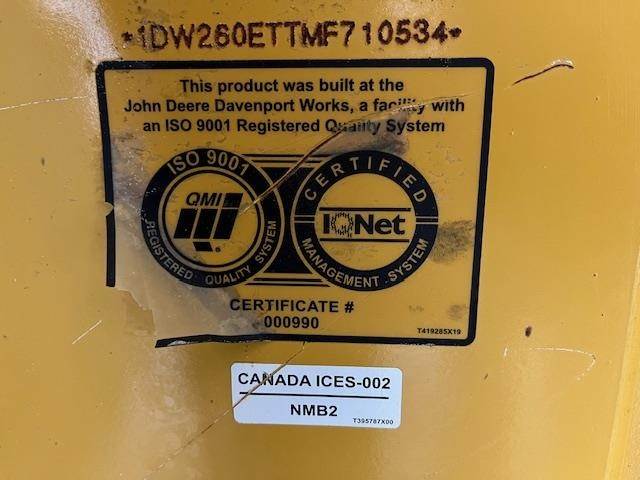 *1DW260ETTMF710534*
This product was built at the
John Deere Davenport Works, a facility with
an ISO 9001 Registered Quality System
ISO 9001
QMI
®
REGISTERED QUALITY SYSTEM
CERTIFIED
IQNet
MANAGEMENT SYSTEM
CERTIFICATE #
000990
T419285X19
CANADA ICES-002
NMB2
T395787X00